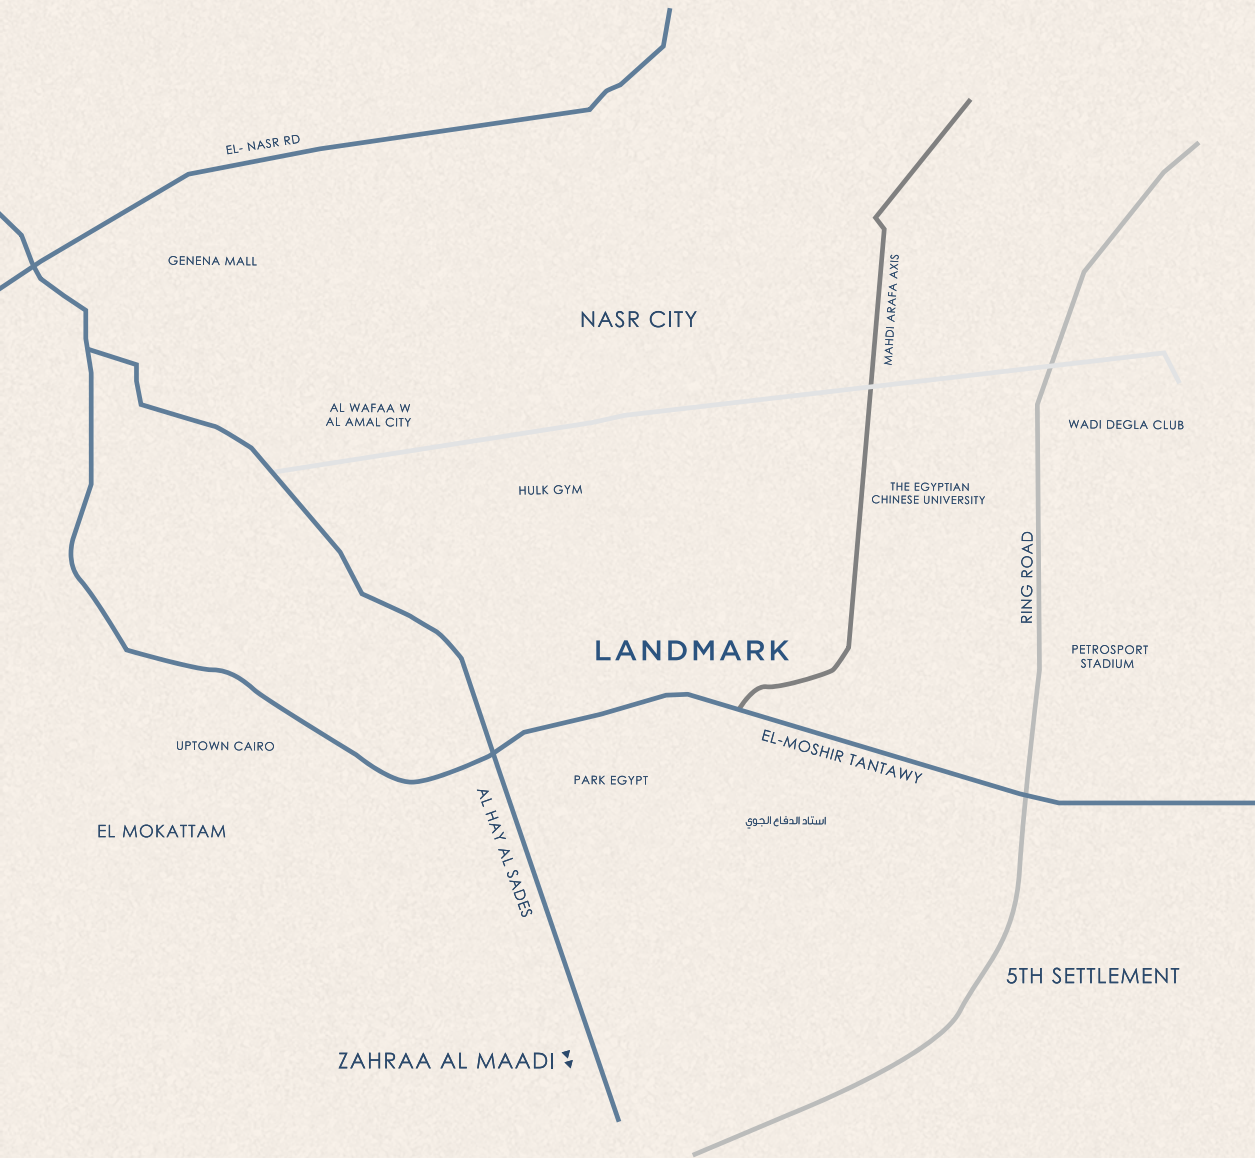 EL- NASR RD
GENENA MALL
MAHDI ARAFA AXIS
NASR CITY
AL WAFAA W
AL AMAL CITY
WADI DEGLA CLUB
HULK GYM
THE EGYPTIAN
CHINESE UNIVERSITY
RING ROAD
LANDMARK
PETROSPORT
STADIUM
UPTOWN CAIRO
EL-MOSHIR TANTAWY
PARK EGYPT
AL HAY AL SADES
استاد الدفاع الجوي
EL MOKATTAM
5TH SETTLEMENT
ZAHRAA AL MAADI